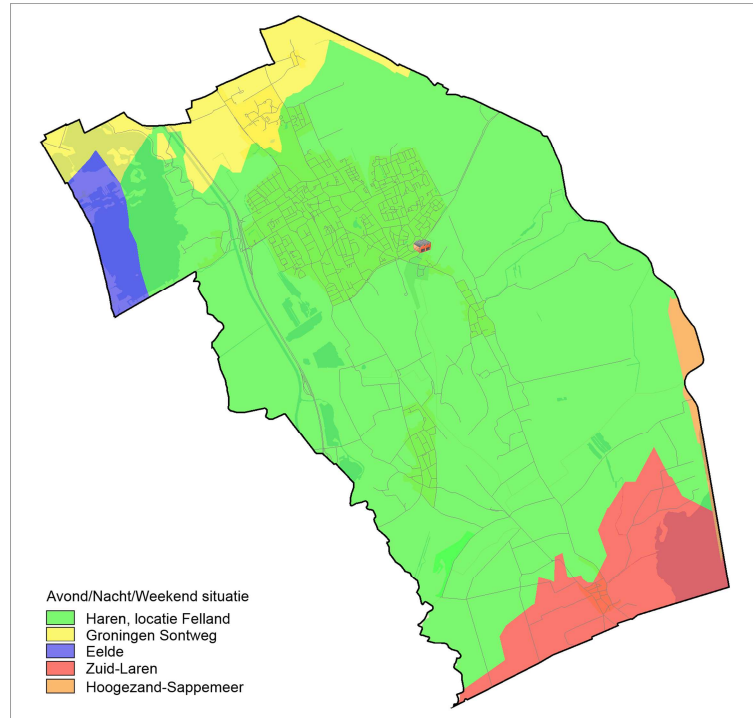 Avond/Nacht/Weekend situatie
Haren, locatie Felland
Groningen Sontweg
Eelde
Zuid-Laren
Hoogezand-Sappemeer